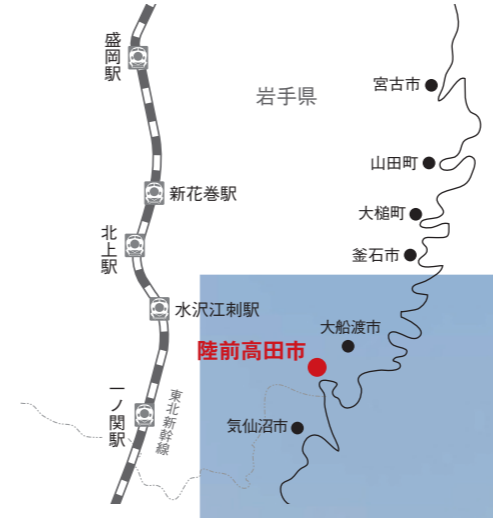 盛岡駅
岩手県
宮古市
山田町
新花巻駅
大槌町
北上駅
釜石市
水沢江刺駅
大船渡市
陸前高田市
一ノ関駅
東北新幹線
気仙沼市